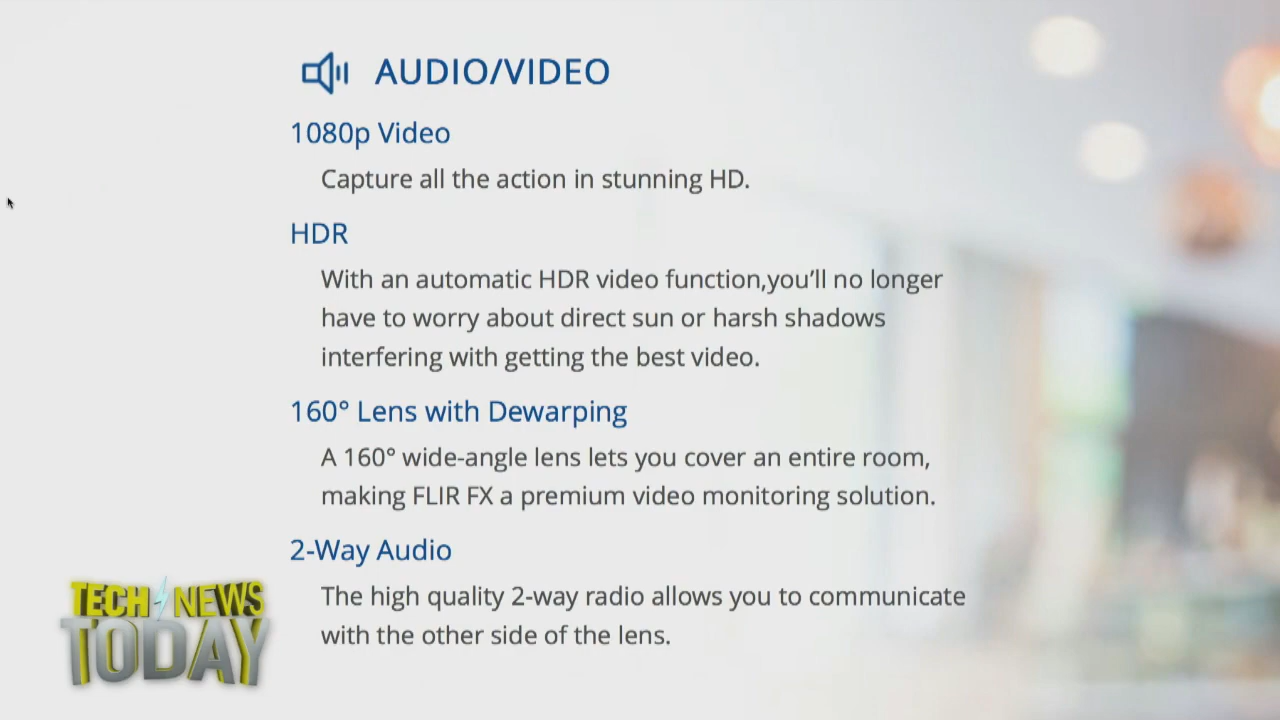 AUDIO/VIDEO
1080p Video
Capture all the action in stunning HD.
HDR
With an automatic HDR video function,you’ll no longer
have to worry about direct sun or harsh shadows
interfering with getting the best video.
160° Lens with Dewarping
A 160° wide-angle lens lets you cover an entire room,
making FLIR FX a premium video monitoring solution.
2-Way Audio
The high quality 2-way radio allows you to communicate
with the other side of the lens.
TECH NEWS
TODAY